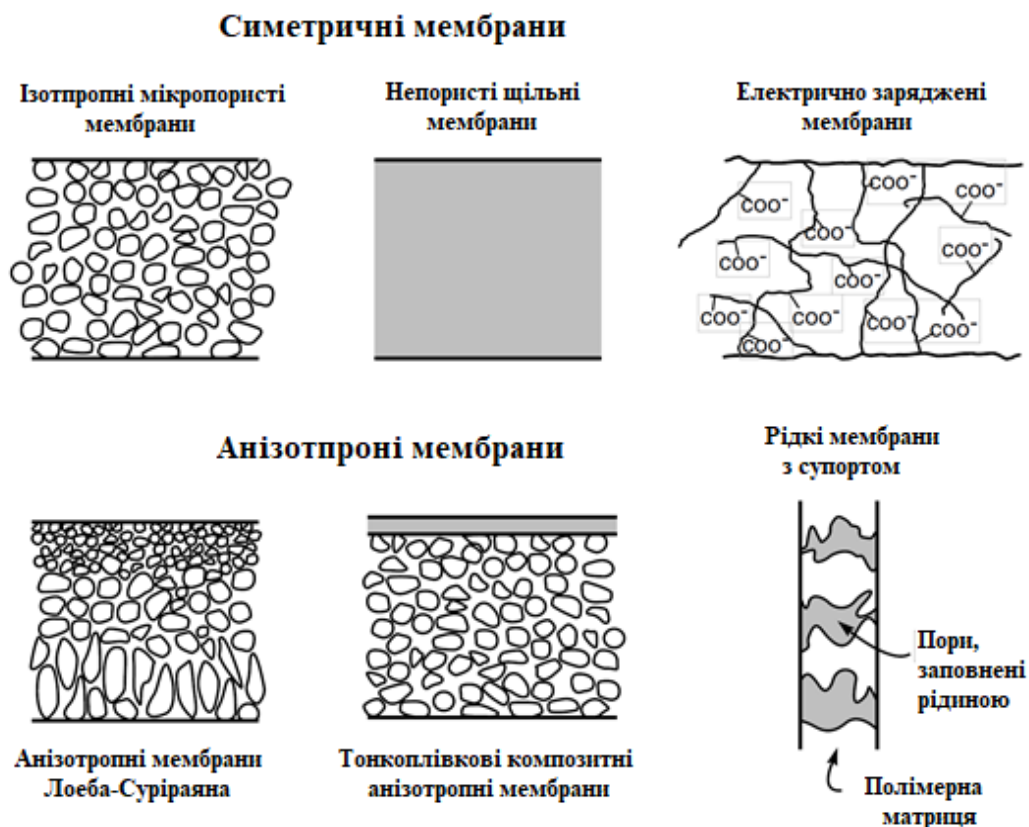 Симетричні мембрани
Ізотпропні мікропористі
мембрани
Непористі щільні
мембрани
Електрично заряджені
мембрани
COO⁻
COO⁻
COO⁻
COO⁻
COO⁻
COO⁻
COO⁻
COO⁻
COO⁻
COO⁻
COO⁻
COO⁻
Анізотпроні мембрани
Рідкі мембрани
з супортом
Пори,
заповнені
рідиною
Анізотропні мембрани
Лоеба-Суріраяна
Тонкоплівкові композитні
анізотропні мембрани
Полімерна
матриця